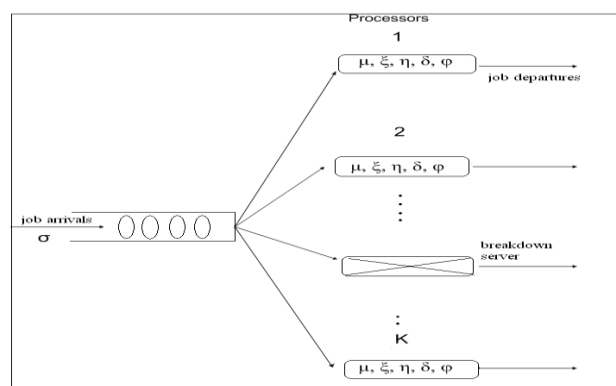 Processors
1
μ, ξ, η, δ, φ
job departures
2
μ, ξ, η, δ, φ
job arrivals
σ
breakdown
server
K
μ, ξ, η, δ, φ